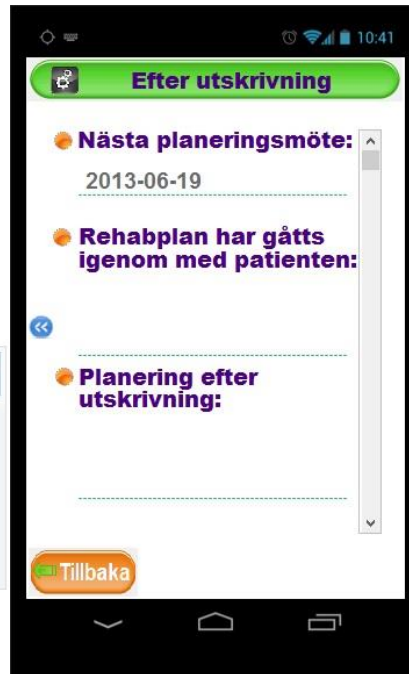 10:41
Efter utskrivning
Nästa planeringsmöte:
2013-06-19
Rehabplan har gåtts
igenom med patienten:
Planering efter
utskrivning:
Tillbaka